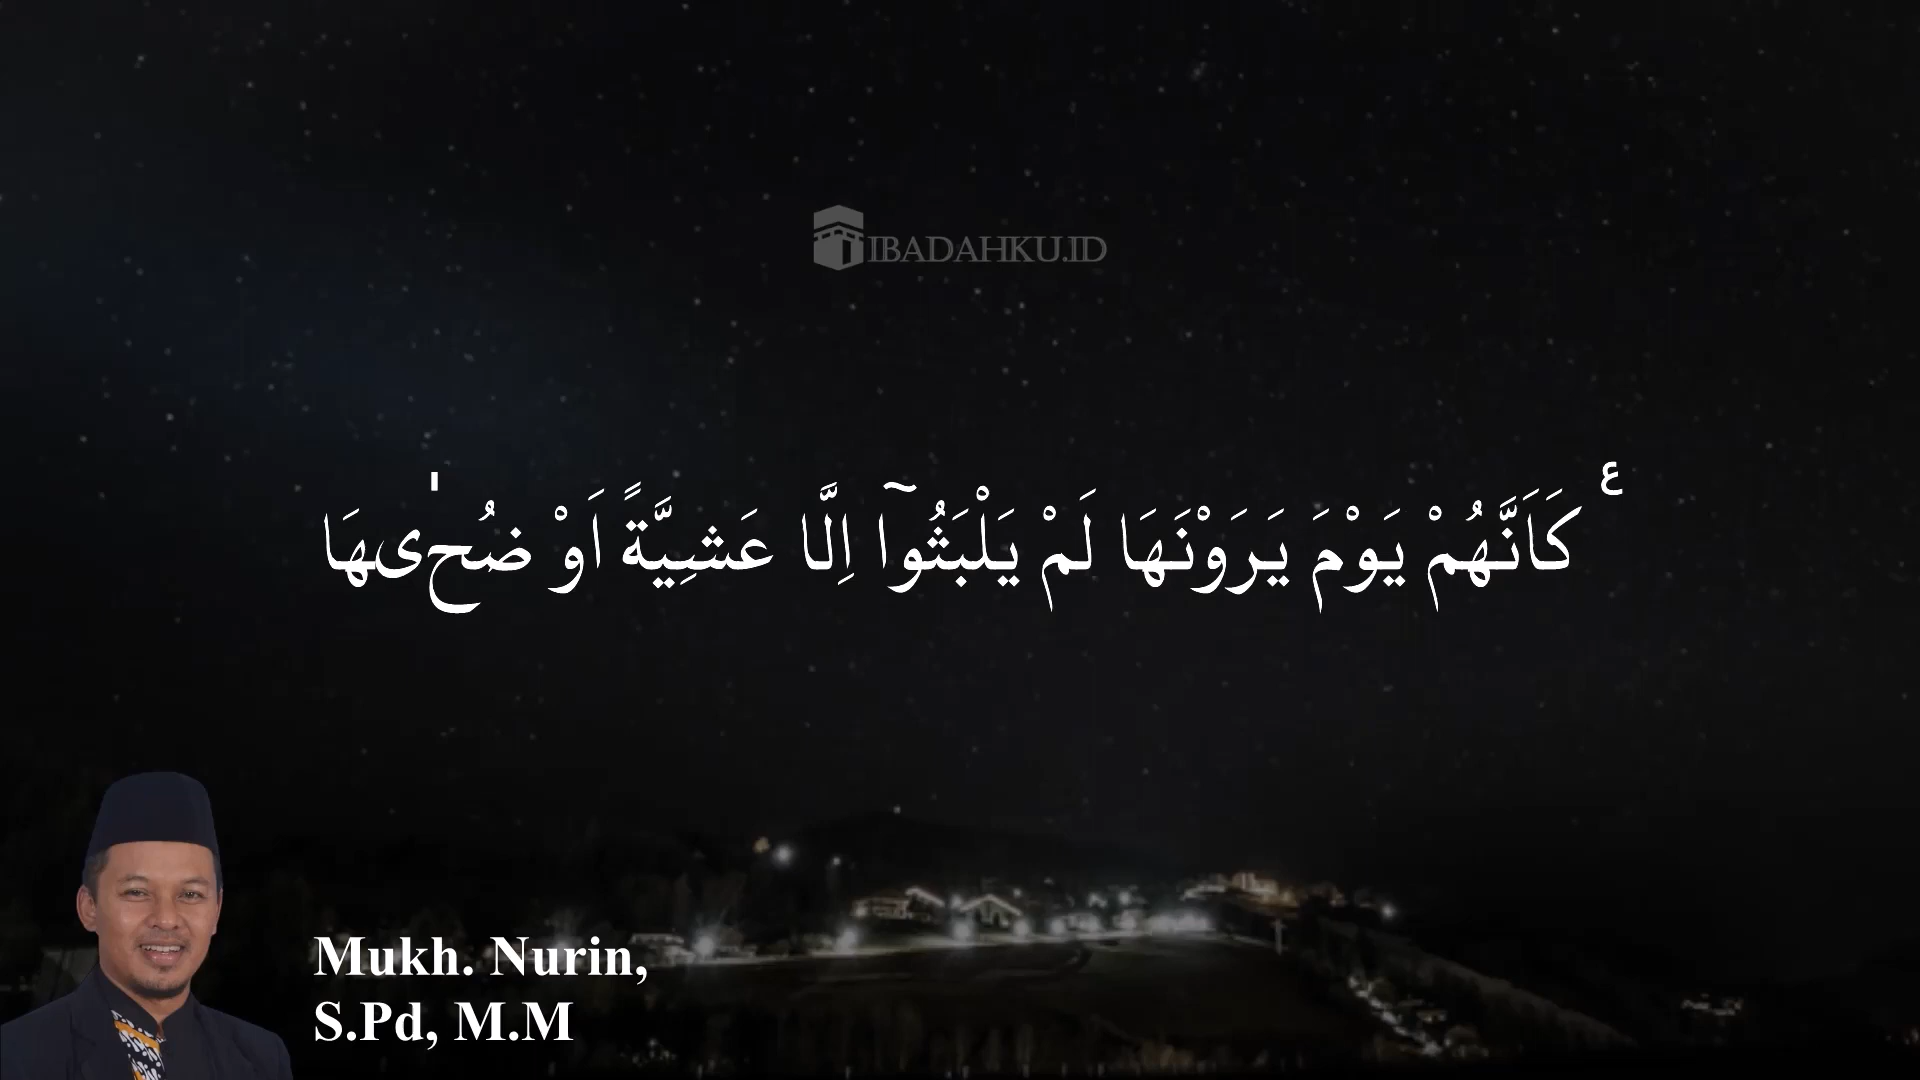 IBADAHKU.ID
كَاَنَّهُمْ يَوْمَ يَرَوْنَهَا لَمْ يَلْبَثُوْٓا اِلَّا عَشِيَّةً اَوْ ضُحٰىهَا ࣖ
Mukh. Nurin,
S.Pd, M.M